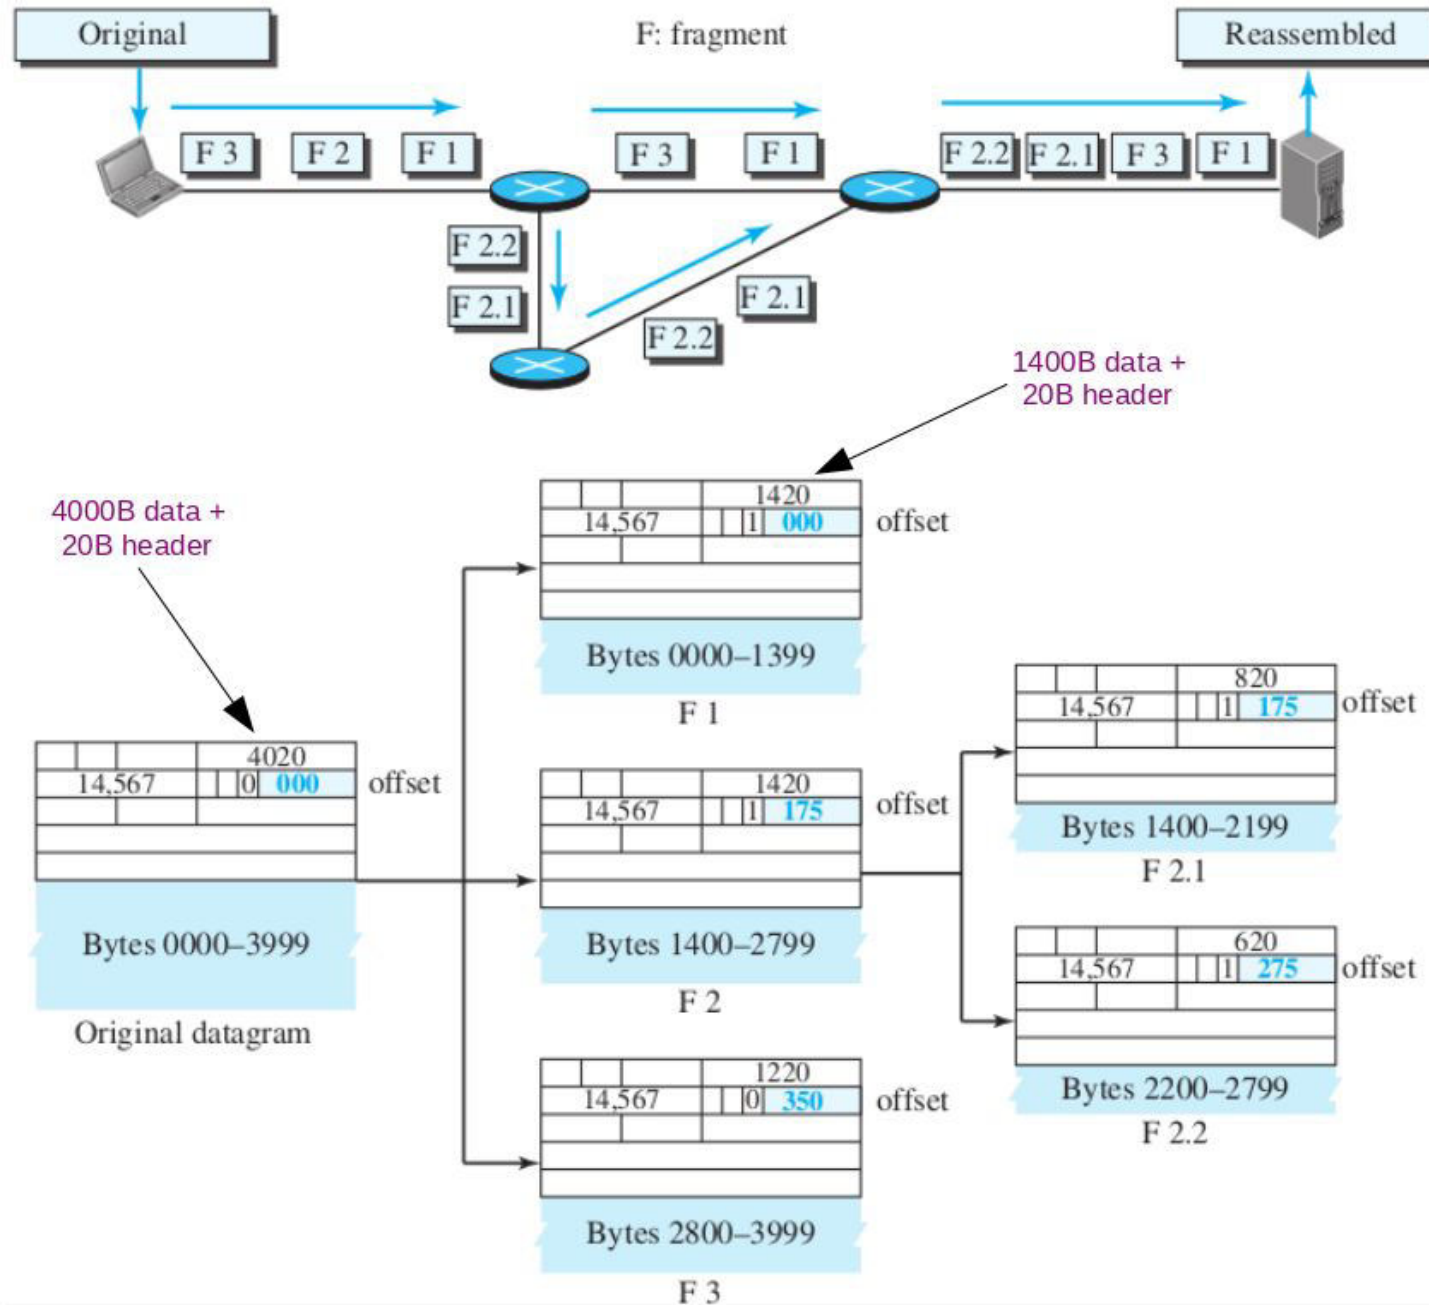 Original
F: fragment
Reassembled
F 3
F 2
F 1
F 3
F 1
F 2.2
F 2.1
F 3
F 1
F 2.2
F 2.1
F 2.1
F 2.2
1400B data +
20B header
4000B data +
20B header
4020
14,567 0 000 offset
Bytes 0000–3999
Original datagram
1420
14,567 1 000 offset
Bytes 0000–1399
F 1
1420
14,567 1 175 offset
Bytes 1400–2799
F 2
1220
14,567 0 350 offset
Bytes 2800–3999
F 3
820
14,567 1 175 offset
Bytes 1400–2199
F 2.1
620
14,567 1 275 offset
Bytes 2200–2799
F 2.2